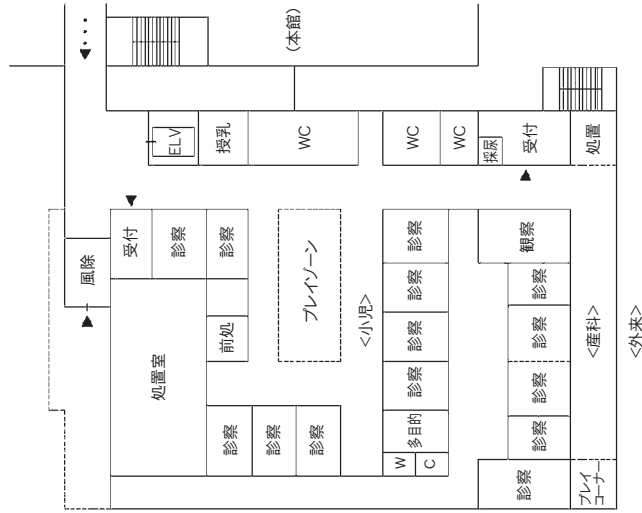 (本館)
ELV
授乳
WC
WC
WC
採尿
受付
処置
風除
受付
診察
診察
プレイゾーン
<小児>
診察
診察
診察
診察
観察
診察
診察
診察
診察
<産科>
<外来>
処置室
前処
診察
診察
診察
多目的
W
C
診察
プレイ
コーナー